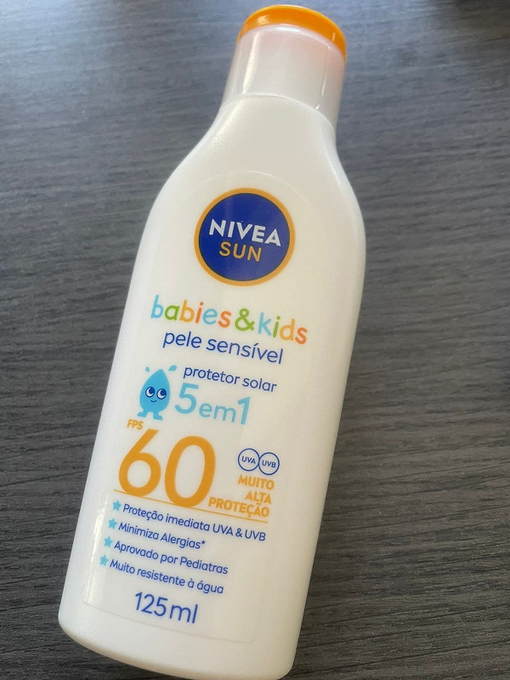 NIVEA
SUN
babies&kids
pele sensível
protetor solar
5em1
FPS
60
UVA UVB
MUITO
ALTA
PROTEÇÃO
Proteção imediata UVA & UVB
Minimiza Alergias*
Aprovado por Pediatras
Muito resistente à água
125ml